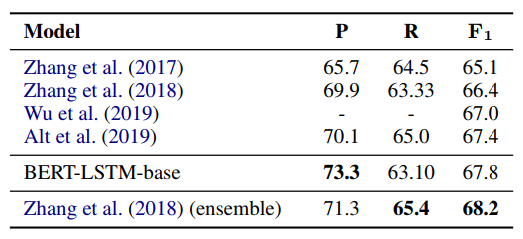 Model P R F1
Zhang et al. (2017) 65.7 64.5 65.1
Zhang et al. (2018) 69.9 63.33 66.4
Wu et al. (2019) - - 67.0
Alt et al. (2019) 70.1 65.0 67.4
BERT-LSTM-base 73.3 63.10 67.8
Zhang et al. (2018) (ensemble) 71.3 65.4 68.2